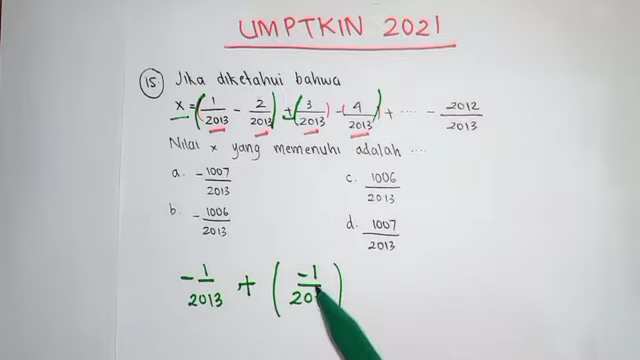 UMPTKIN 2021
15. Jika diketahui bahwa
x = (1/2013 - 2/2013) + (3/2013 - 4/2013) + .... - 2012/2013
Nilai x yang memenuhi adalah ....
a. -1007/2013 c. 1006/2013
b. -1006/2013 d. 1007/2013
-1/2013 + (-1/20)